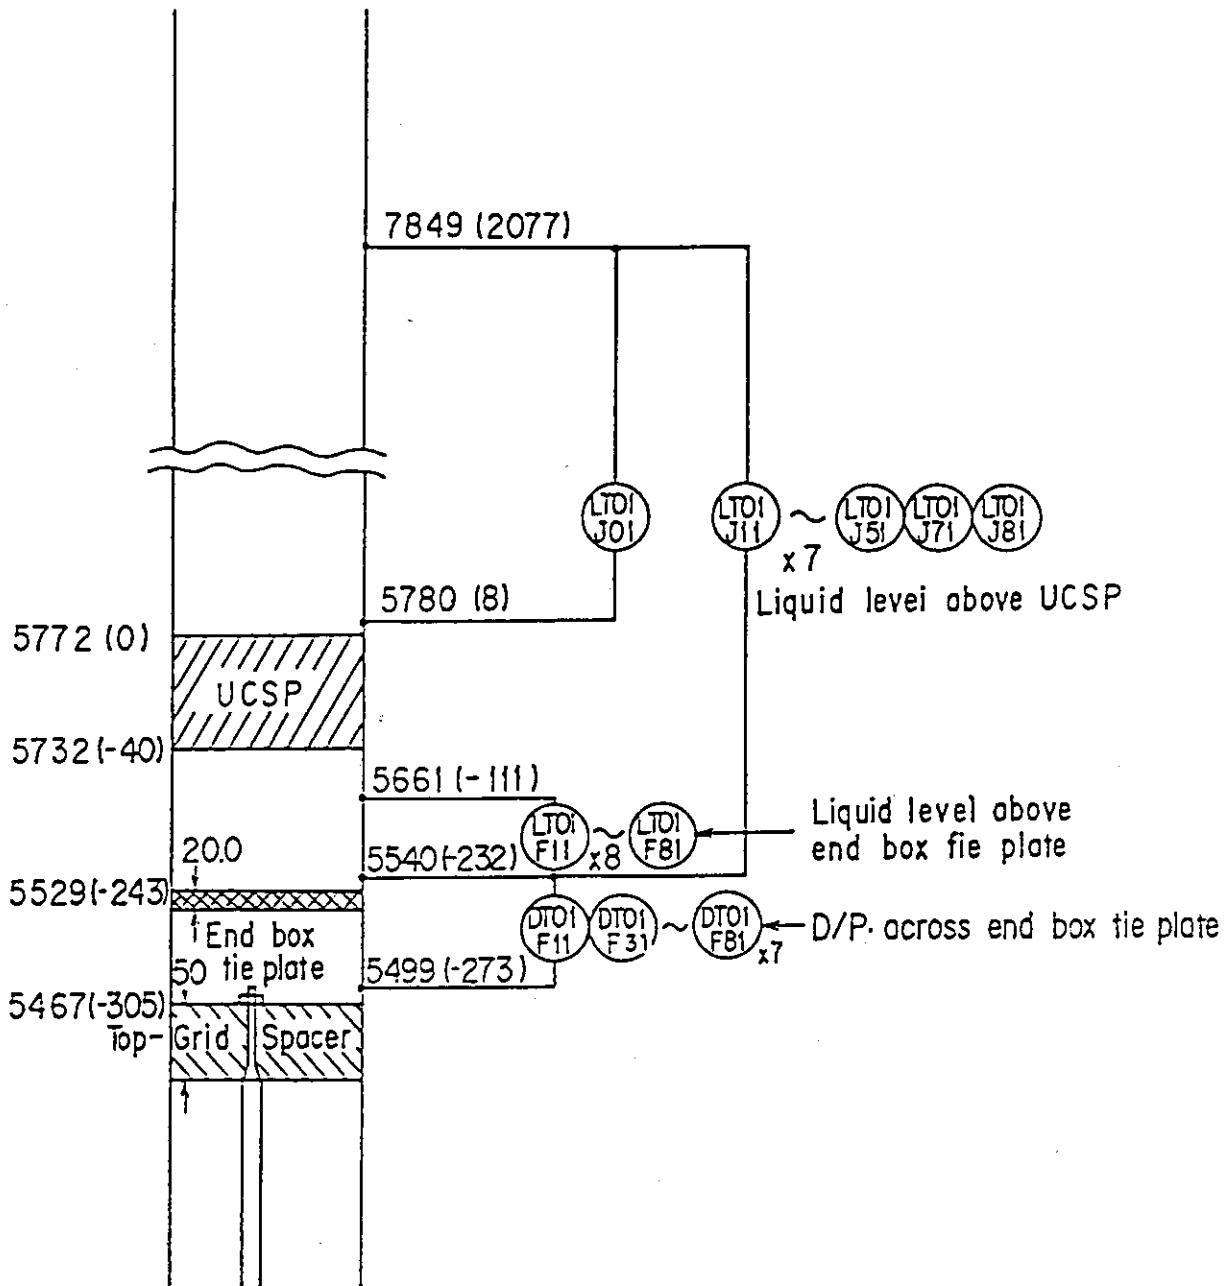 7849 (2077)
LT01
J01
LT01
J11
~
LT01
J51
LT01
J71
LT01
J81
x7
Liquid level above UCSP
5780 (8)
5772 (0)
UCSP
5732 (-40)
5661 (-111)
LT01
F11
~
x8
LT01
F81
Liquid level above
end box fie plate
20.0
5540(-232)
5529(-243)
DT01
F11
DT01
F31
~
DT01
F81
x7
D/P. across end box tie plate
End box
tie plate
50
5499(-273)
5467(-305)
Top-Grid Spacer